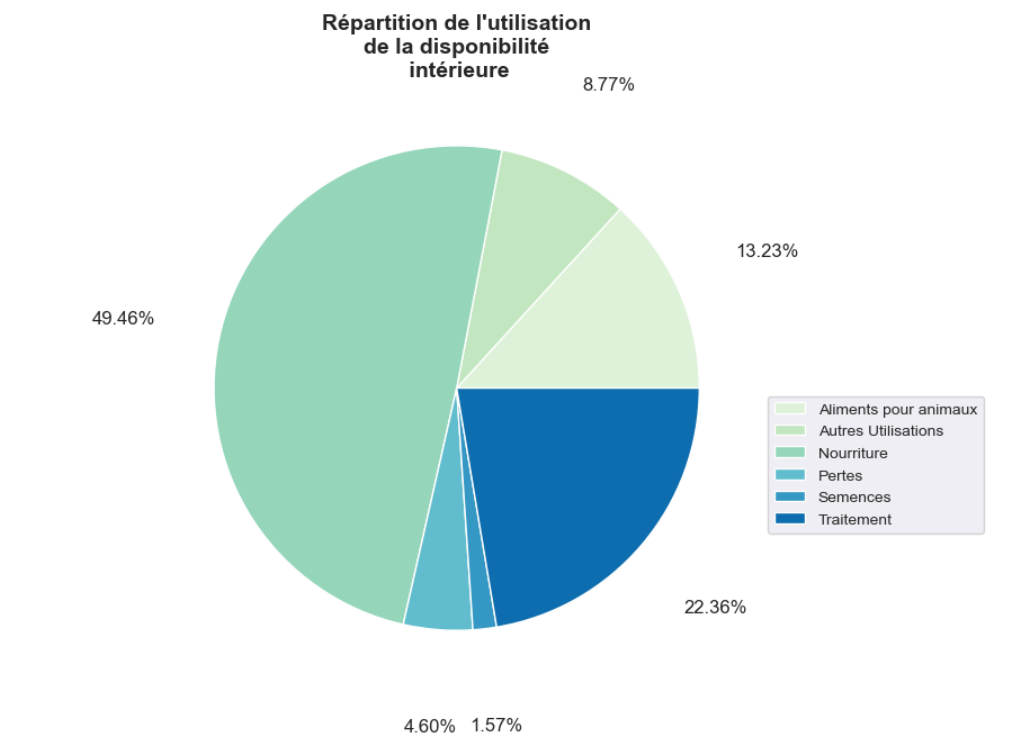 Répartition de l'utilisation
de la disponibilité
intérieure
8.77%
13.23%
49.46%
Aliments pour animaux
Autres Utilisations
Nourriture
Pertes
Semences
Traitement
22.36%
4.60%
1.57%